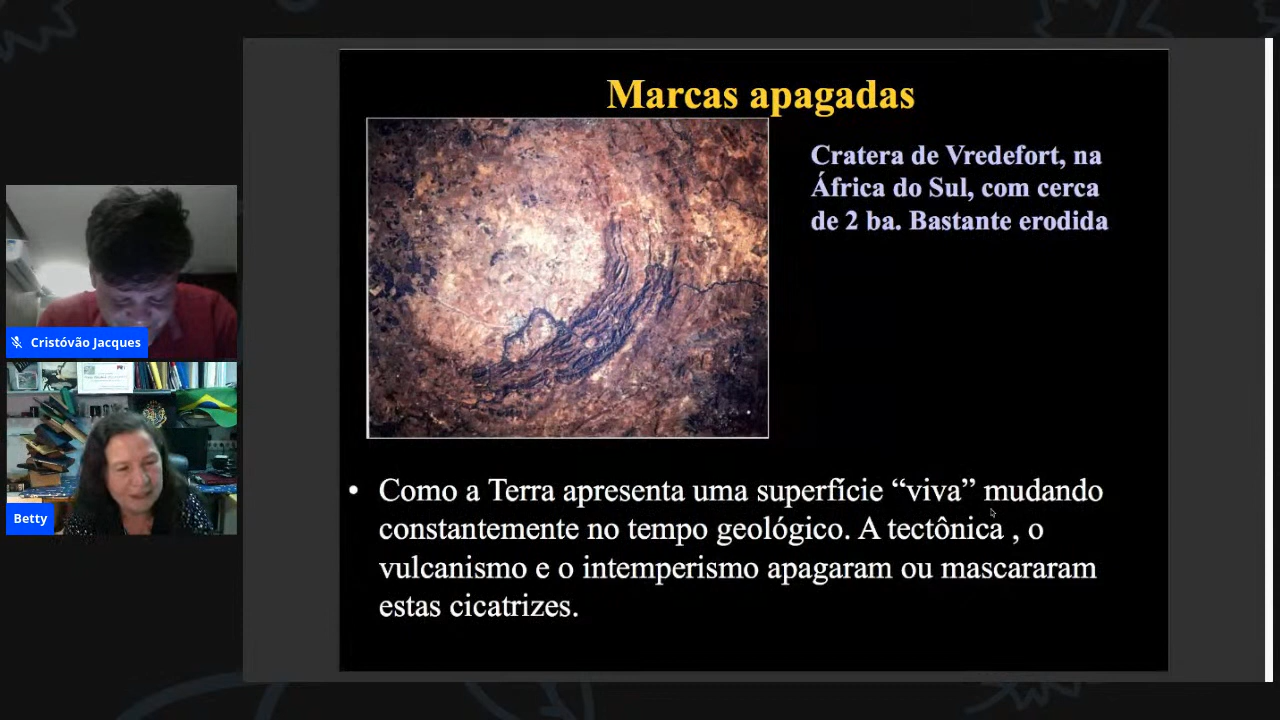 Marcas apagadas
Cratera de Vredefort, na
África do Sul, com cerca
de 2 ba. Bastante erodida
Cristóvão Jacques
Betty
• Como a Terra apresenta uma superfície “viva” mudando
constantemente no tempo geológico. A tectônica , o
vulcanismo e o intemperismo apagaram ou mascararam
estas cicatrizes.